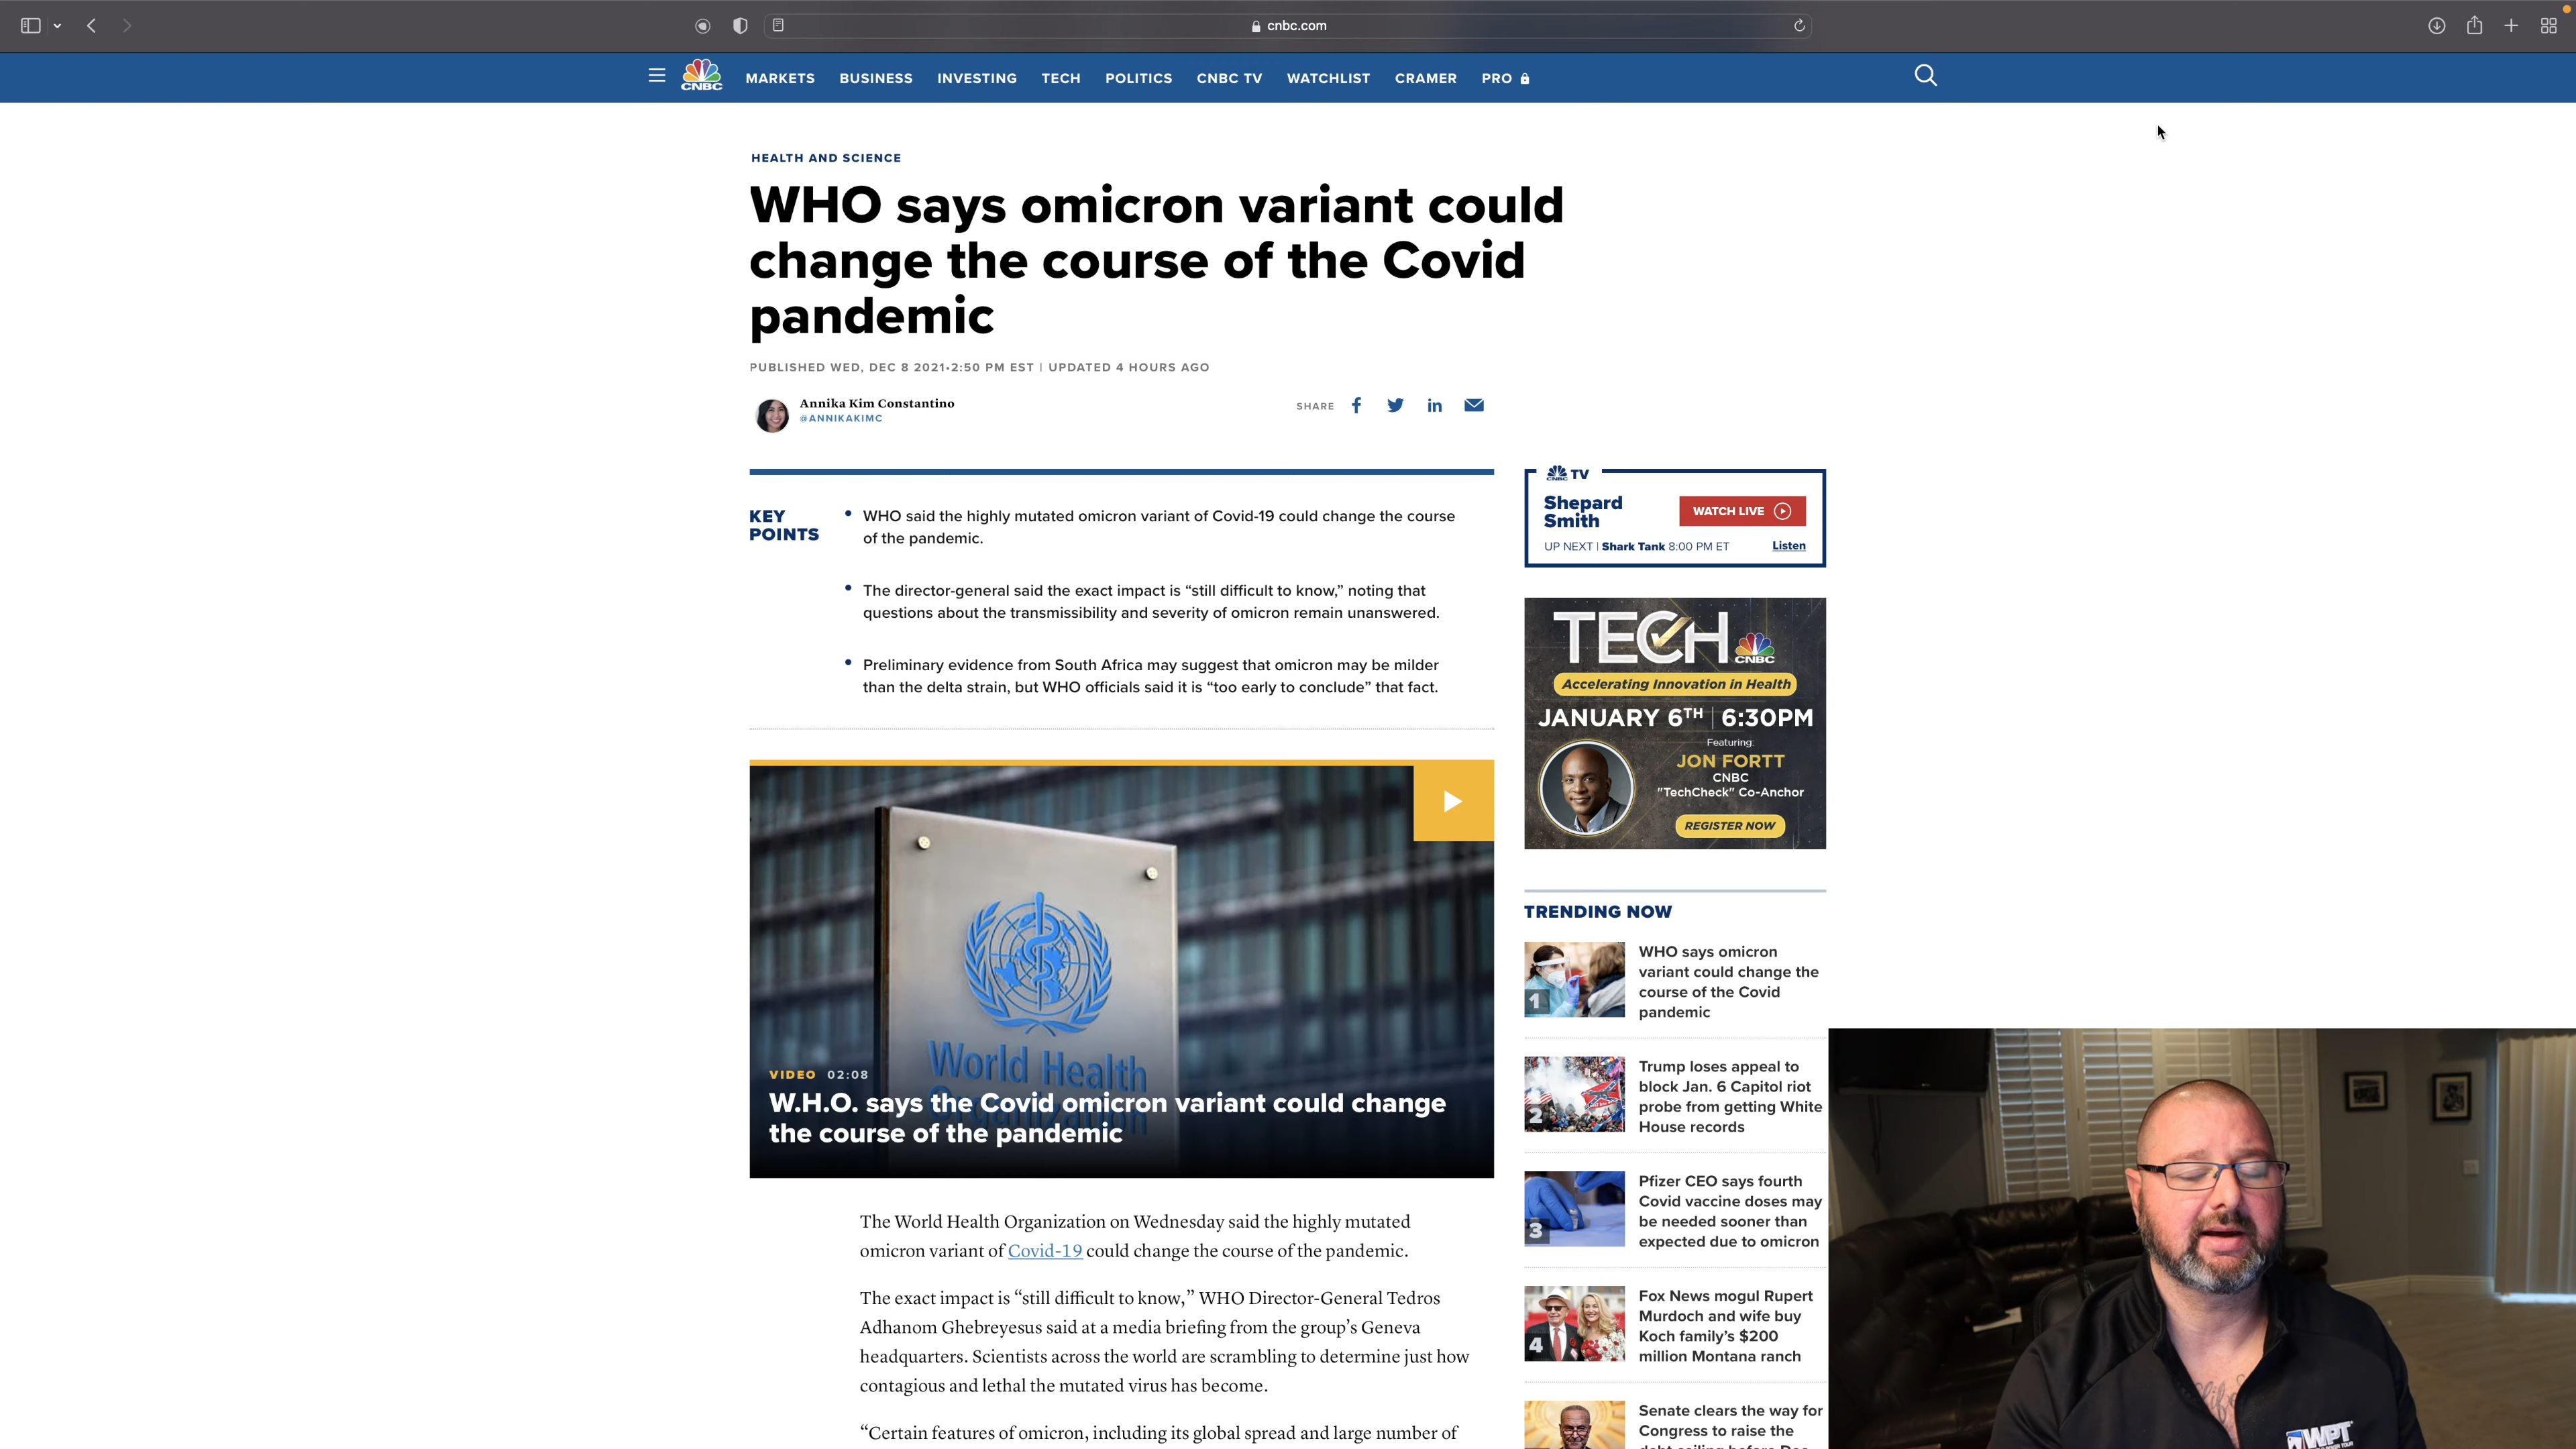 cnbc.com
CNBC
MARKETS BUSINESS INVESTING TECH POLITICS CNBC TV WATCHLIST CRAMER PRO
HEALTH AND SCIENCE
WHO says omicron variant could
change the course of the Covid
pandemic
PUBLISHED WED, DEC 8 2021•2:50 PM EST | UPDATED 4 HOURS AGO
Annika Kim Constantino
@ANNIKAKIMC
SHARE
KEY
POINTS
• WHO said the highly mutated omicron variant of Covid-19 could change the course
of the pandemic.
• The director-general said the exact impact is “still difficult to know,” noting that
questions about the transmissibility and severity of omicron remain unanswered.
• Preliminary evidence from South Africa may suggest that omicron may be milder
than the delta strain, but WHO officials said it is “too early to conclude” that fact.
World Health
Organization
VIDEO 02:08
W.H.O. says the Covid omicron variant could change
the course of the pandemic
The World Health Organization on Wednesday said the highly mutated
omicron variant of Covid-19 could change the course of the pandemic.
The exact impact is “still difficult to know,” WHO Director-General Tedros
Adhanom Ghebreyesus said at a media briefing from the group’s Geneva
headquarters. Scientists across the world are scrambling to determine just how
contagious and lethal the mutated virus has become.
“Certain features of omicron, including its global spread and large number of
CNBC TV
Shepard
Smith
WATCH LIVE
UP NEXT | Shark Tank 8:00 PM ET
Listen
TECH
CNBC
Accelerating Innovation in Health
JANUARY 6TH | 6:30PM
Featuring:
JON FORTT
CNBC
"TechCheck" Co-Anchor
REGISTER NOW
TRENDING NOW
1
WHO says omicron
variant could change the
course of the Covid
pandemic
2
Trump loses appeal to
block Jan. 6 Capitol riot
probe from getting White
House records
3
Pfizer CEO says fourth
Covid vaccine doses may
be needed sooner than
expected due to omicron
4
Fox News mogul Rupert
Murdoch and wife buy
Koch family’s $200
million Montana ranch
Senate clears the way for
Congress to raise the
WPT